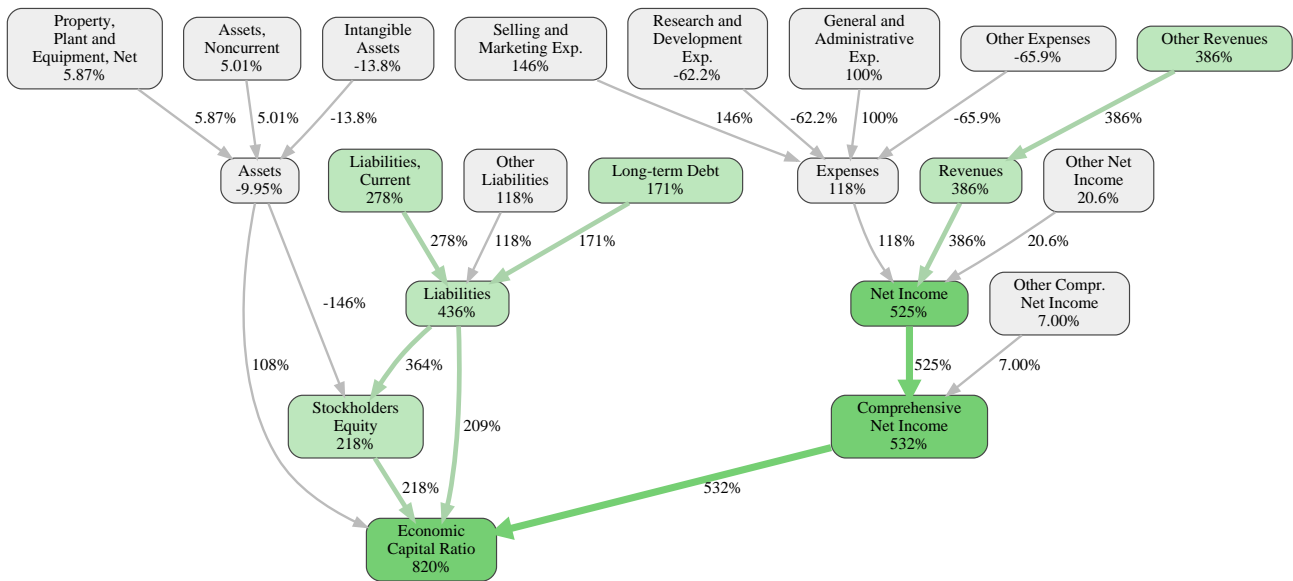 Property,
Plant and
Equipment, Net
5.87%
Assets,
Noncurrent
5.01%
Intangible
Assets
-13.8%
Selling and
Marketing Exp.
146%
Research and
Development
Exp.
-62.2%
General and
Administrative
Exp.
100%
Other Expenses
-65.9%
Other Revenues
386%
5.87%
5.01%
-13.8%
146%
-62.2%
100%
-65.9%
386%
Assets
-9.95%
Liabilities,
Current
278%
Other
Liabilities
118%
Long-term Debt
171%
Expenses
118%
Revenues
386%
Other Net
Income
20.6%
278%
118%
171%
118%
386%
20.6%
-146%
Liabilities
436%
Net Income
525%
Other Compr.
Net Income
7.00%
108%
364%
525%
7.00%
Stockholders
Equity
218%
209%
Comprehensive
Net Income
532%
218%
532%
Economic
Capital Ratio
820%